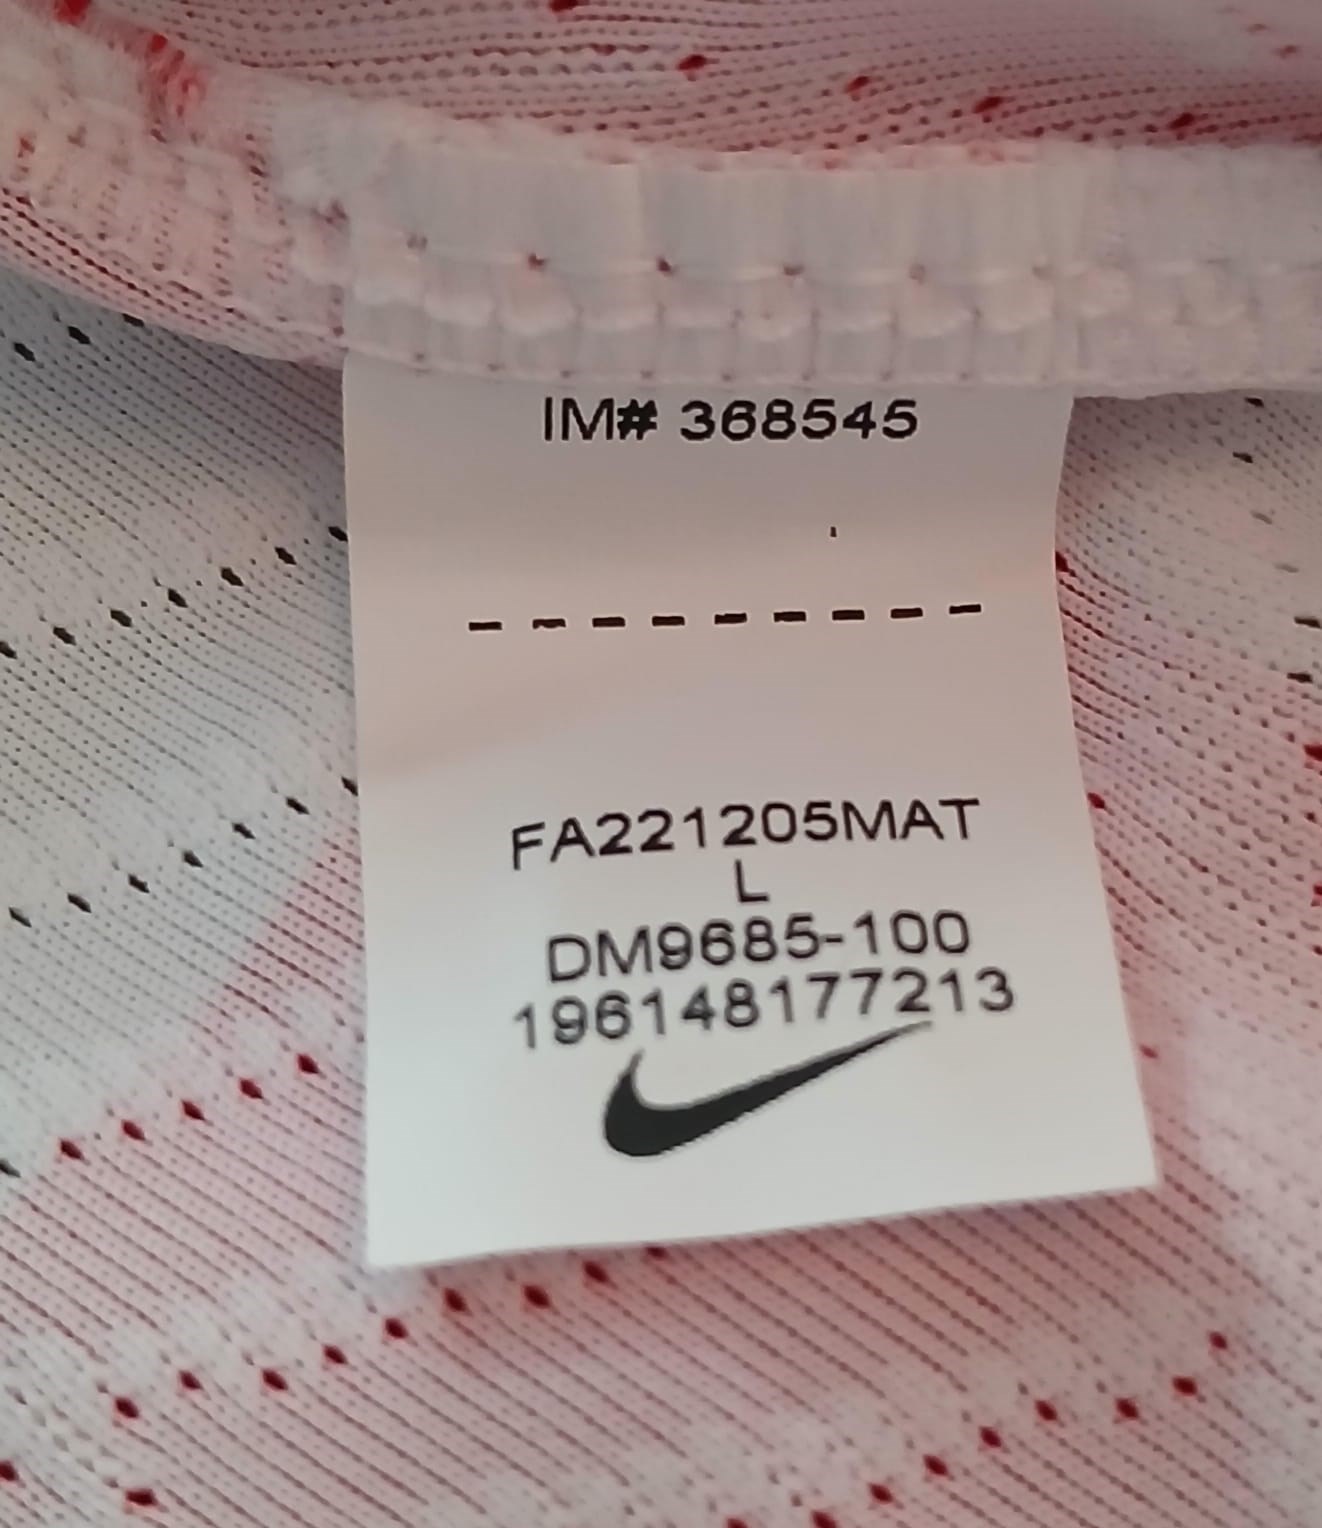 IM# 368545
FA221205MAT
L
DM9685-100
196148177213